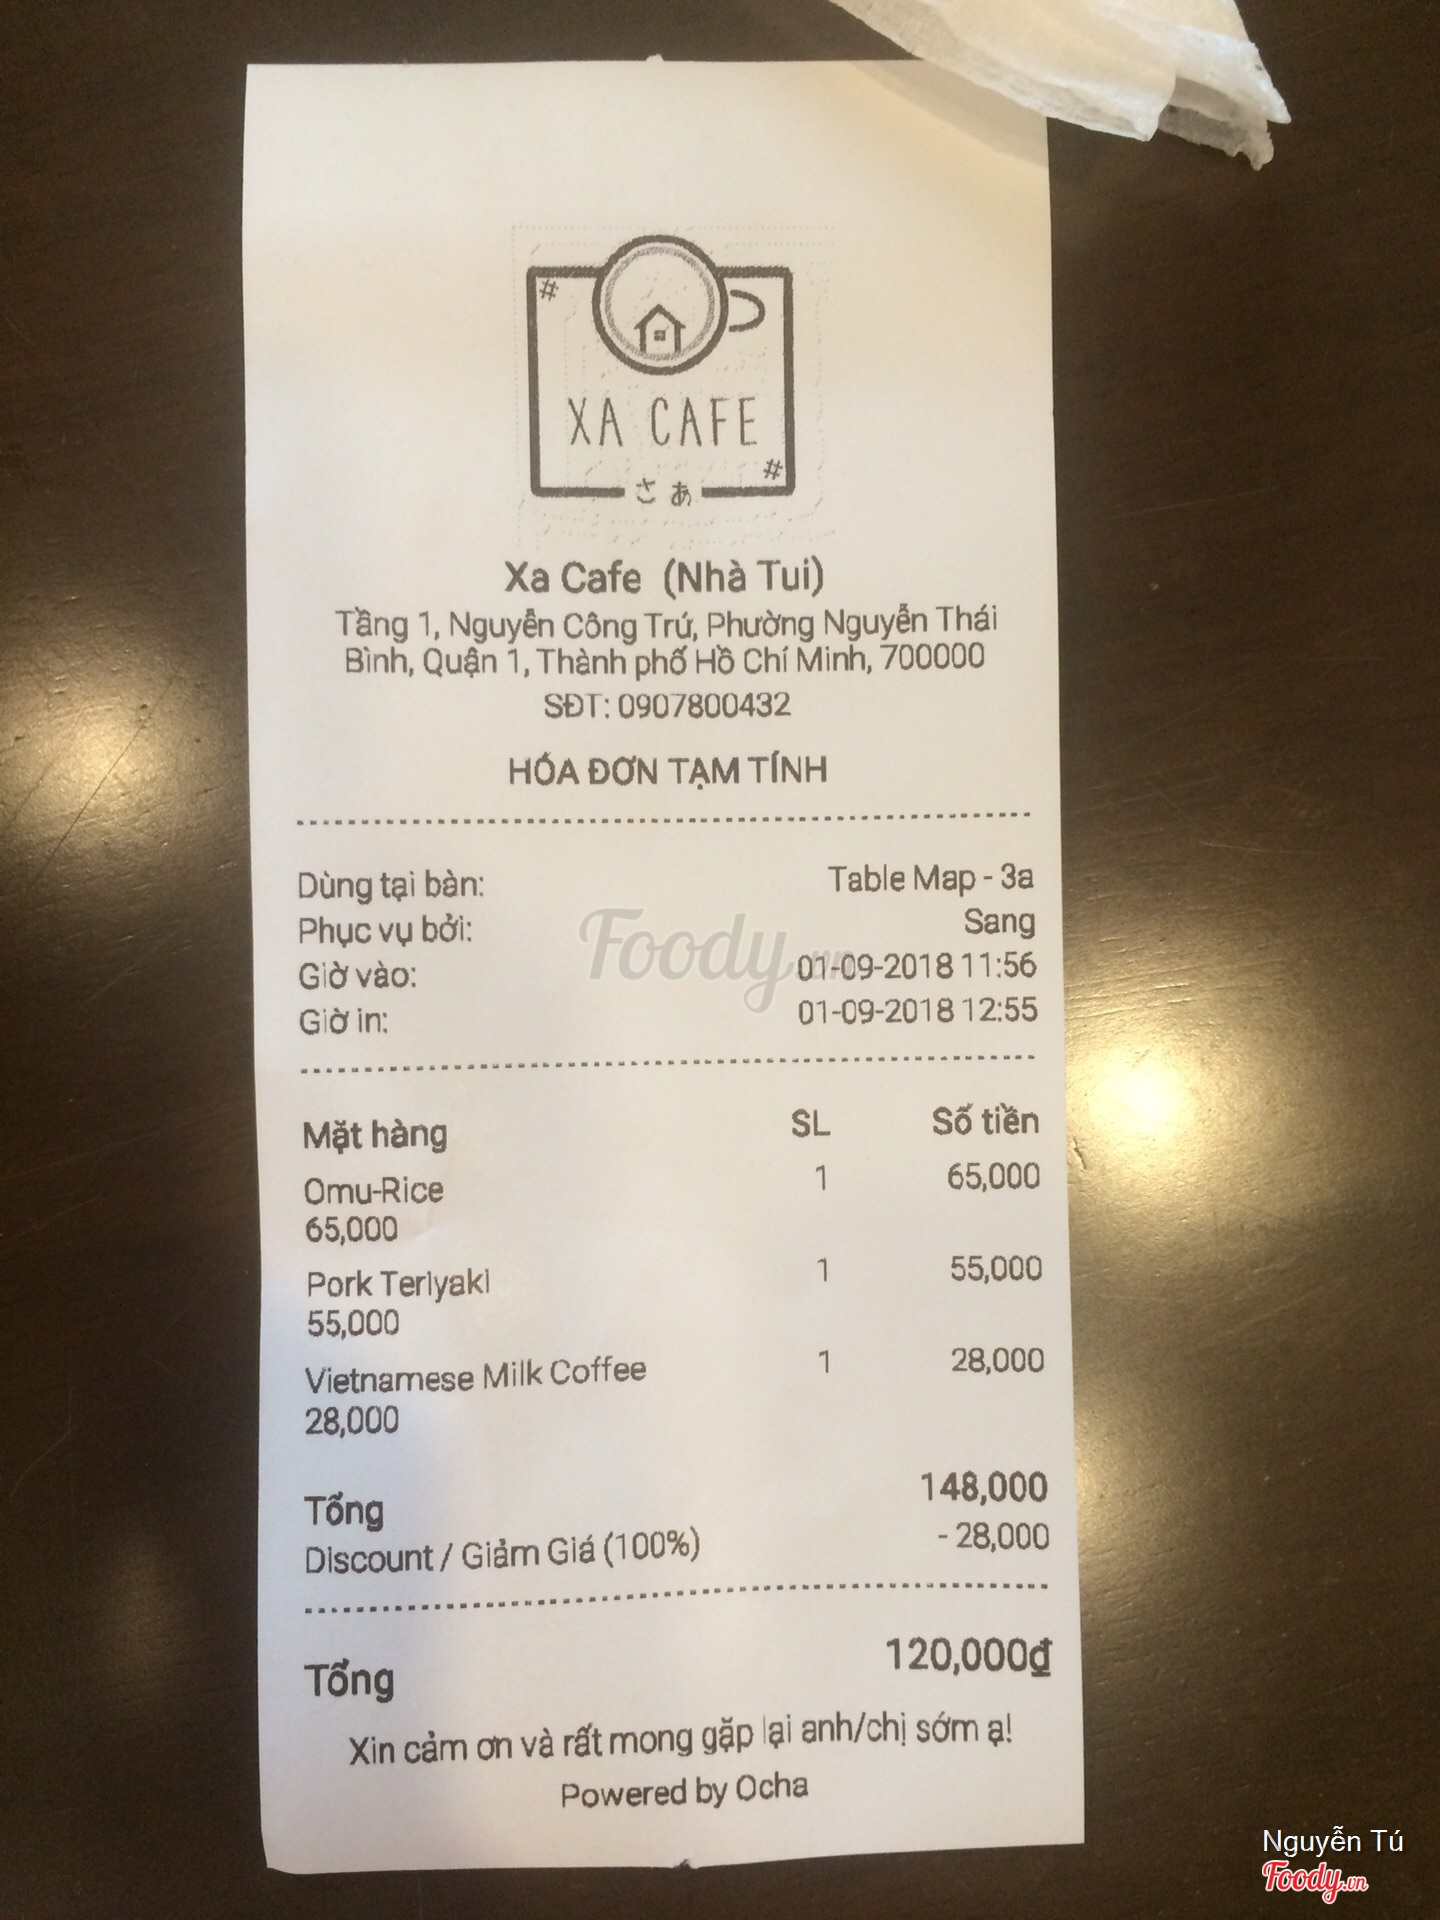 #
XA CAFE
#
さあ
Xa Cafe (Nhà Tui)
Tầng 1, Nguyễn Công Trứ, Phường Nguyễn Thái
Bình, Quận 1, Thành phố Hồ Chí Minh, 700000
SĐT: 0907800432
HÓA ĐƠN TẠM TÍNH
Dùng tại bàn: Table Map - 3a
Phục vụ bởi: Sang
Giờ vào: 01-09-2018 11:56
Giờ in: 01-09-2018 12:55
Foody.vn
Mặt hàng SL Số tiền
Omu-Rice 1 65,000
65,000
Pork Teriyaki 1 55,000
55,000
Vietnamese Milk Coffee 1 28,000
28,000
Tổng 148,000
Discount / Giảm Giá (100%) - 28,000
Tổng 120,000₫
Xin cảm ơn và rất mong gặp lại anh/chị sớm ạ!
Powered by Ocha
Nguyễn Tú
Foody.vn